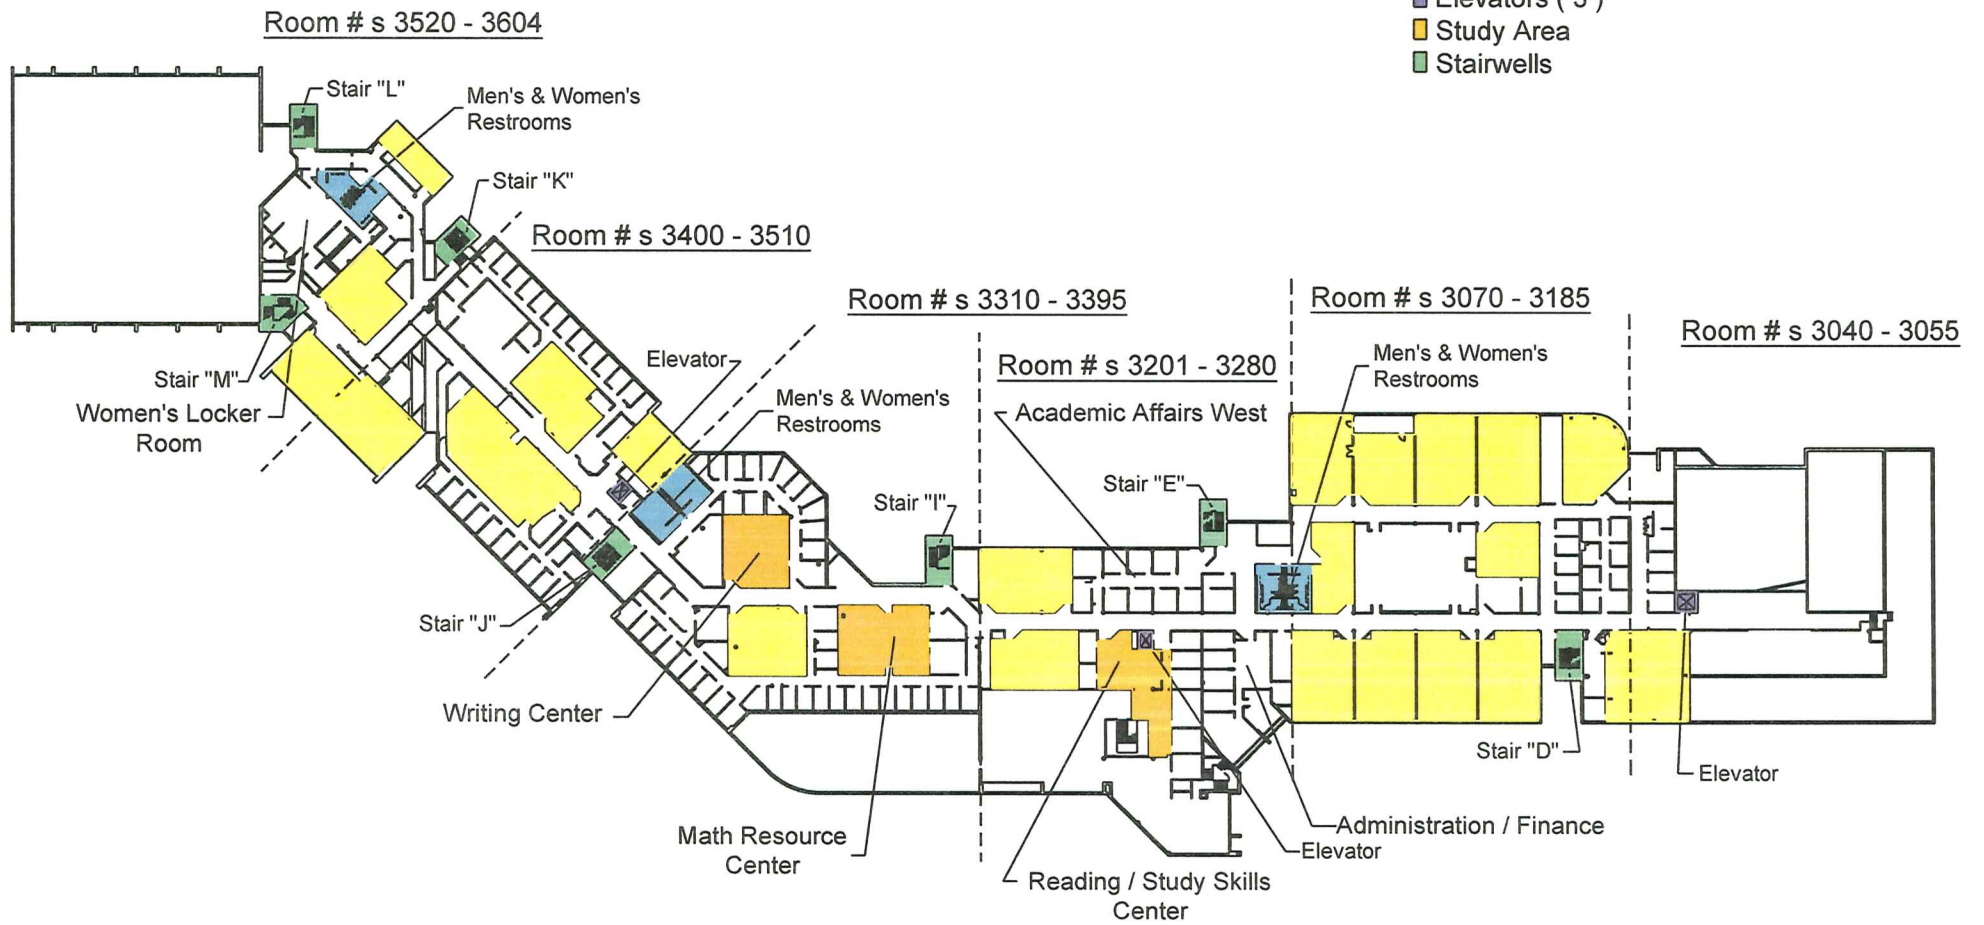 Elevators ( 3 )
Study Area
Stairwells
Room # s 3520 - 3604
Stair "L"
Men's & Women's
Restrooms
Stair "K"
Room # s 3400 - 3510
Room # s 3310 - 3395
Room # s 3070 - 3185
Room # s 3040 - 3055
Elevator
Men's & Women's
Restrooms
Room # s 3201 - 3280
Men's & Women's
Restrooms
Stair "M"
Women's Locker
Room
Academic Affairs West
Stair "I"
Stair "E"
Stair "J"
Writing Center
Stair "D"
Elevator
Math Resource
Center
Administration / Finance
Elevator
Reading / Study Skills
Center